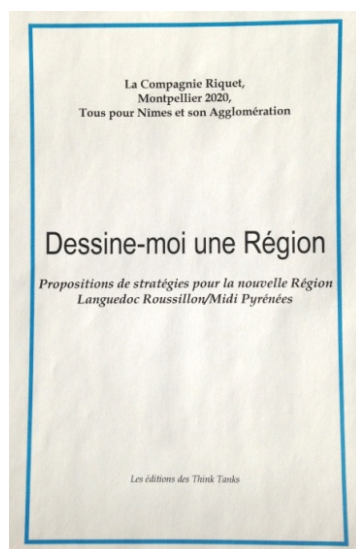 La Compagnie Riquet,
Montpellier 2020,
Tous pour Nîmes et son Agglomération
Dessine-moi une Région
Propositions de stratégies pour la nouvelle Région
Languedoc Roussillon/Midi Pyrénées
Les éditions des Think Tanks